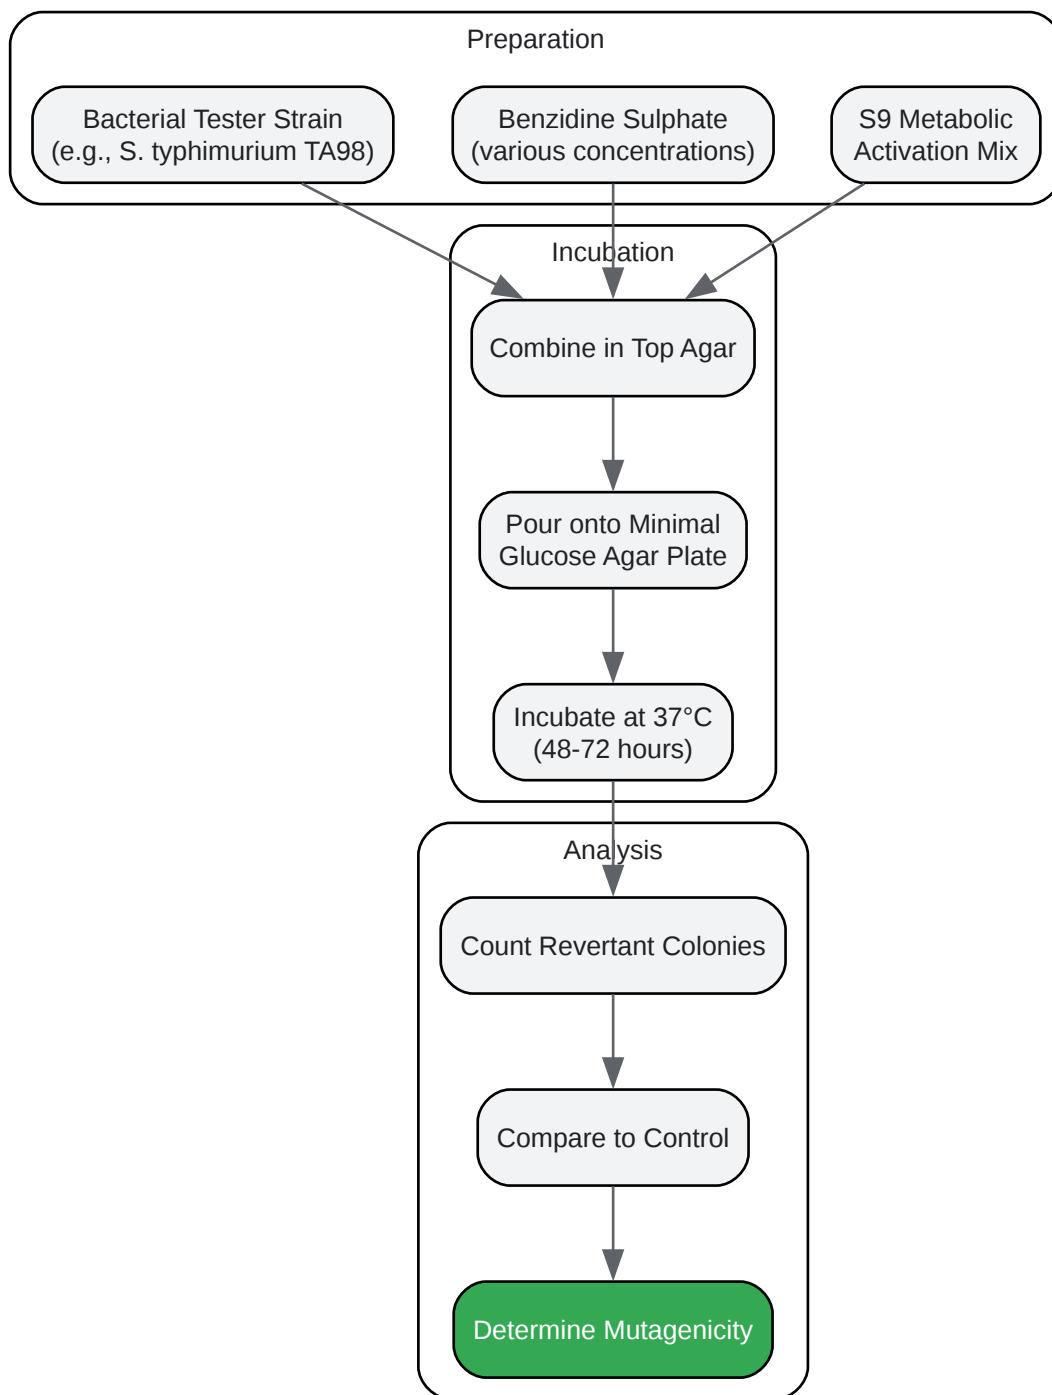 Preparation
Bacterial Tester Strain
(e.g., S. typhimurium TA98)
Benzidine Sulphate
(various concentrations)
S9 Metabolic
Activation Mix
Incubation
Combine in Top Agar
Pour onto Minimal
Glucose Agar Plate
Incubate at 37°C
(48-72 hours)
Analysis
Count Revertant Colonies
Compare to Control
Determine Mutagenicity